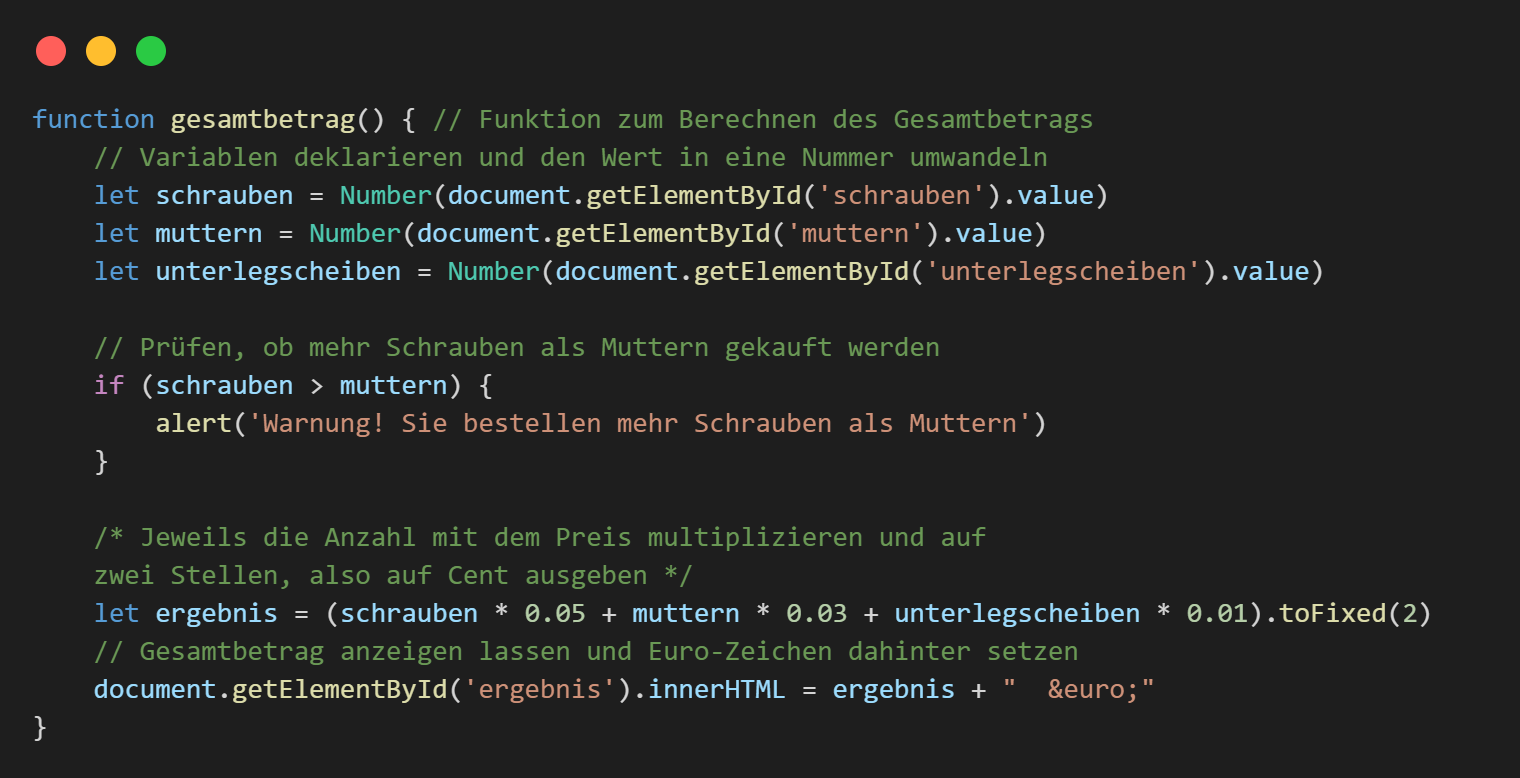 function gesamtbetrag() { // Funktion zum Berechnen des Gesamtbetrags
    // Variablen deklarieren und den Wert in eine Nummer umwandeln
    let schrauben = Number(document.getElementById('schrauben').value)
    let muttern = Number(document.getElementById('muttern').value)
    let unterlegscheiben = Number(document.getElementById('unterlegscheiben').value)

    // Prüfen, ob mehr Schrauben als Muttern gekauft werden
    if (schrauben > muttern) {
        alert('Warnung! Sie bestellen mehr Schrauben als Muttern')
    }

    /* Jeweils die Anzahl mit dem Preis multiplizieren und auf
    zwei Stellen, also auf Cent ausgeben */
    let ergebnis = (schrauben * 0.05 + muttern * 0.03 + unterlegscheiben * 0.01).toFixed(2)
    // Gesamtbetrag anzeigen lassen und Euro-Zeichen dahinter setzen
    document.getElementById('ergebnis').innerHTML = ergebnis + "  &euro;"
}